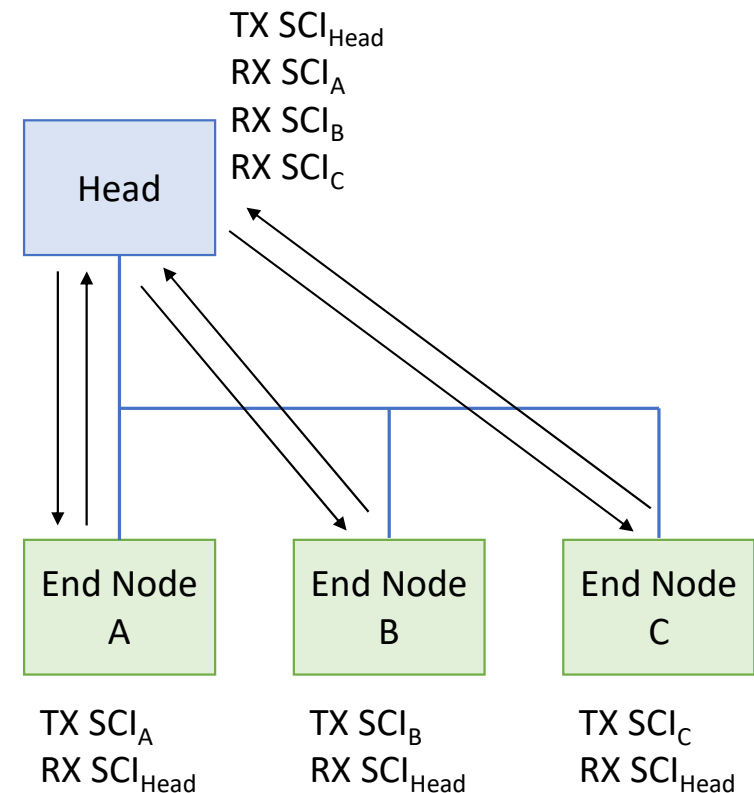 TX SCI_Head
RX SCI_A
RX SCI_B
RX SCI_C
Head
End Node
A
End Node
B
End Node
C
TX SCI_A
RX SCI_Head
TX SCI_B
RX SCI_Head
TX SCI_C
RX SCI_Head